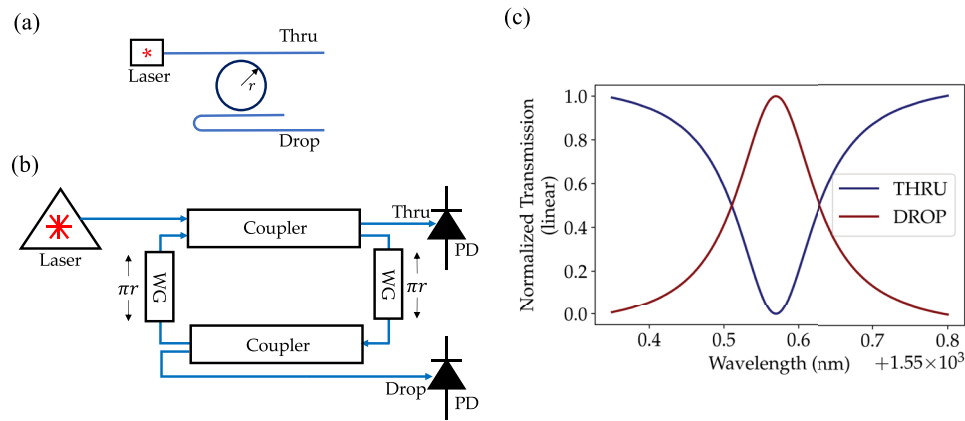 (a)
Thru
Laser
r
Drop
(b)
Laser
Coupler
Thru
PD
πr
WG
WG
πr
Coupler
Drop
PD
(c)
Normalized Transmission
(linear)
1.0
0.8
0.6
0.4
0.2
0.0
THRU
DROP
0.4 0.5 0.6 0.7 0.8
Wavelength (nm) +1.55×10³